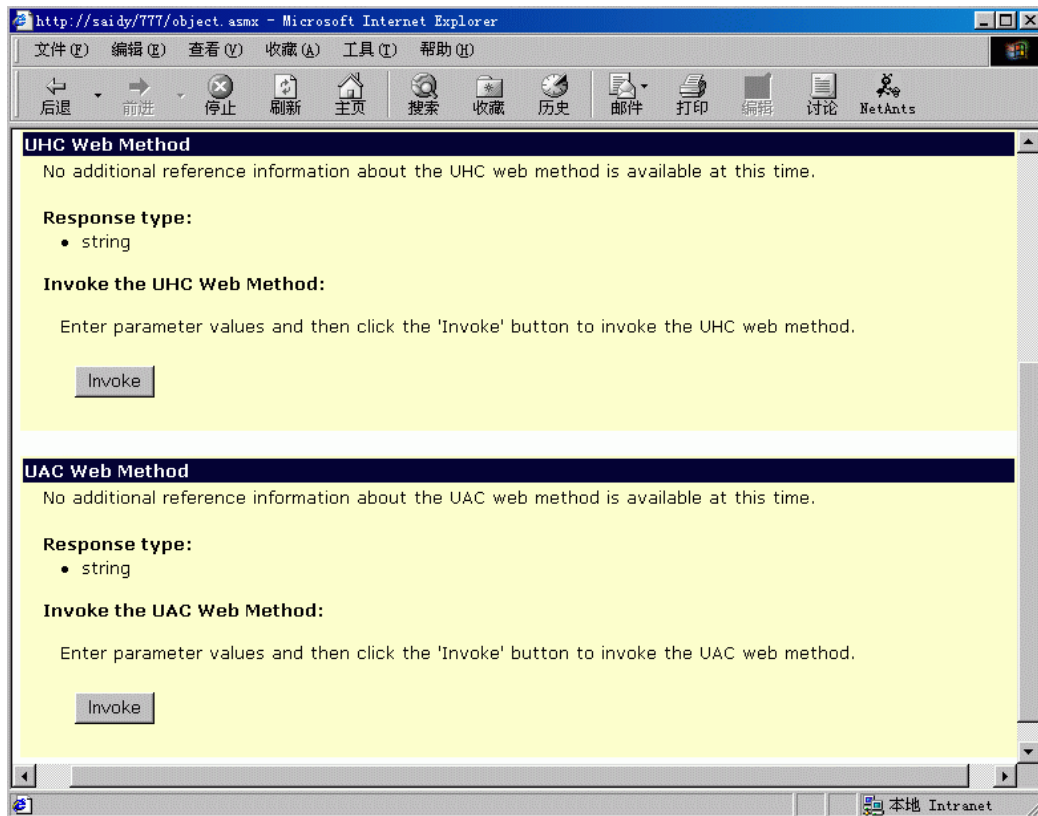 http://saidy/777/object.asmx - Microsoft Internet Explorer
文件(F) 编辑(E) 查看(V) 收藏(A) 工具(T) 帮助(H)
后退 前进 停止 刷新 主页 搜索 收藏 历史 邮件 打印 编辑 讨论 NetAnts
UHC Web Method
No additional reference information about the UHC web method is available at this time.
Response type:
• string
Invoke the UHC Web Method:
Enter parameter values and then click the 'Invoke' button to invoke the UHC web method.
Invoke
UAC Web Method
No additional reference information about the UAC web method is available at this time.
Response type:
• string
Invoke the UAC Web Method:
Enter parameter values and then click the 'Invoke' button to invoke the UAC web method.
Invoke
本地 Intranet